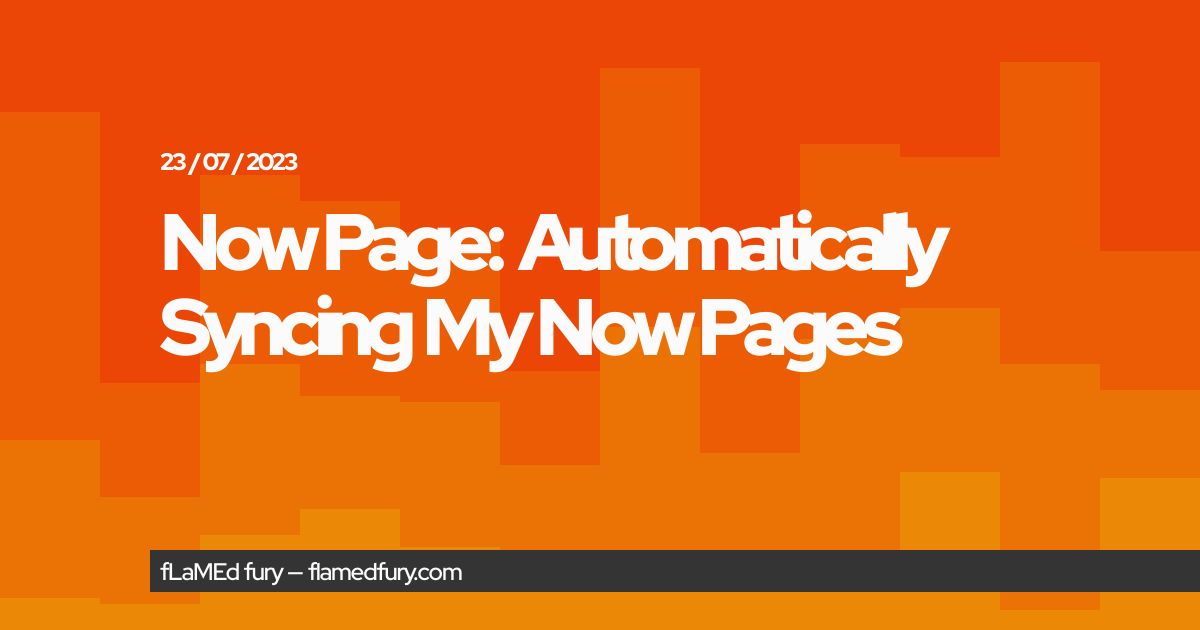 23 / 07 / 2023
Now Page: Automatically
Syncing My Now Pages
fLaMEd fury — flamedfury.com